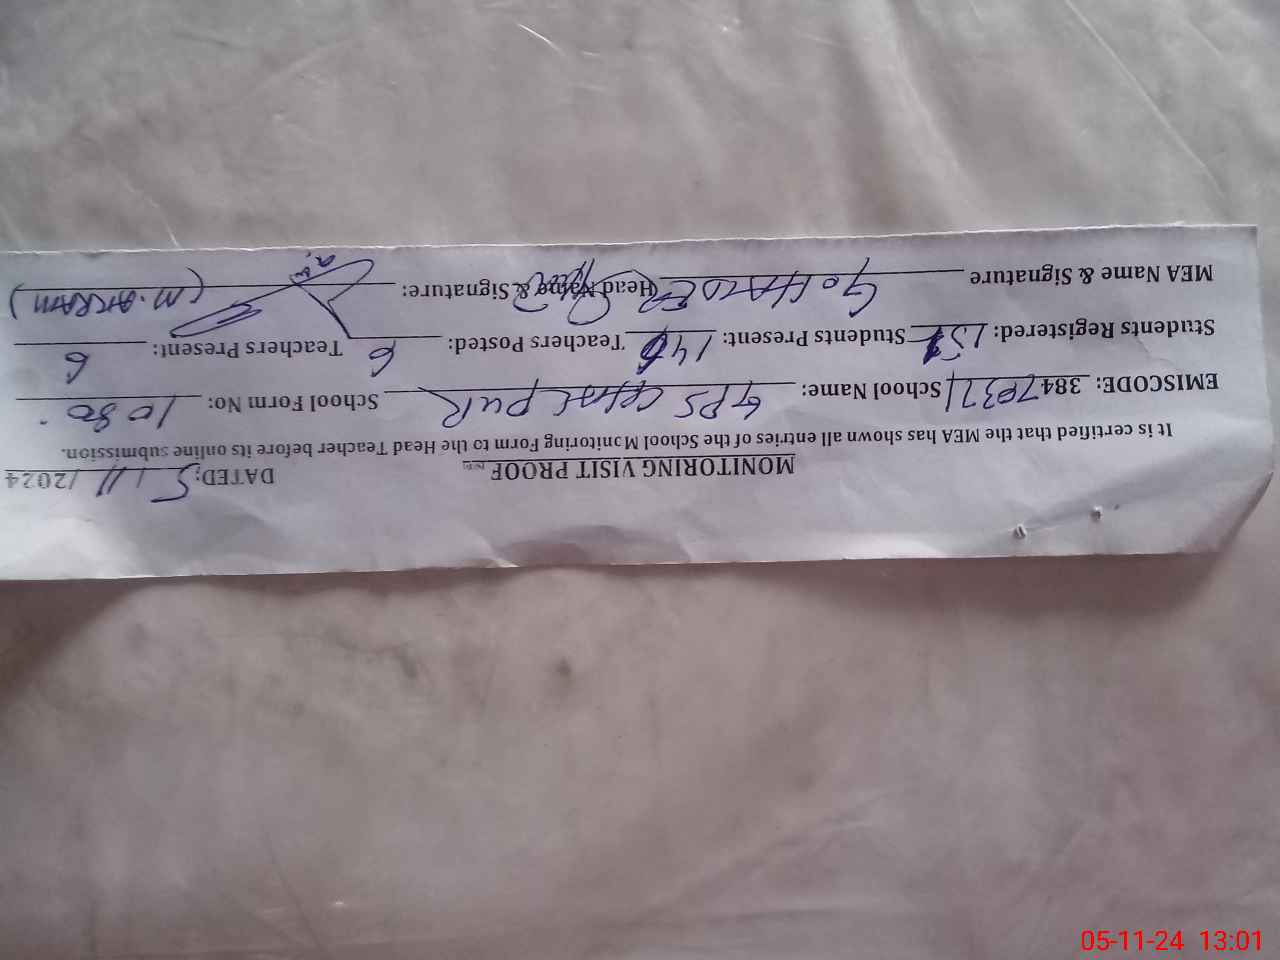 MONITORING VISIT PROOF
DATED: 5/11/2024
It is certified that the MEA has shown all entries of the School Monitoring Form to the Head Teacher before its online submission.
EMISCODE: 38470371 School Name: GPS School Form No: 1080
Students Registered: Students Present: 146 Teachers Posted: 6 Teachers Present: 6
MEA Name & Signature Head Name & Signature: (M. AKRAM)
05-11-24 13:01